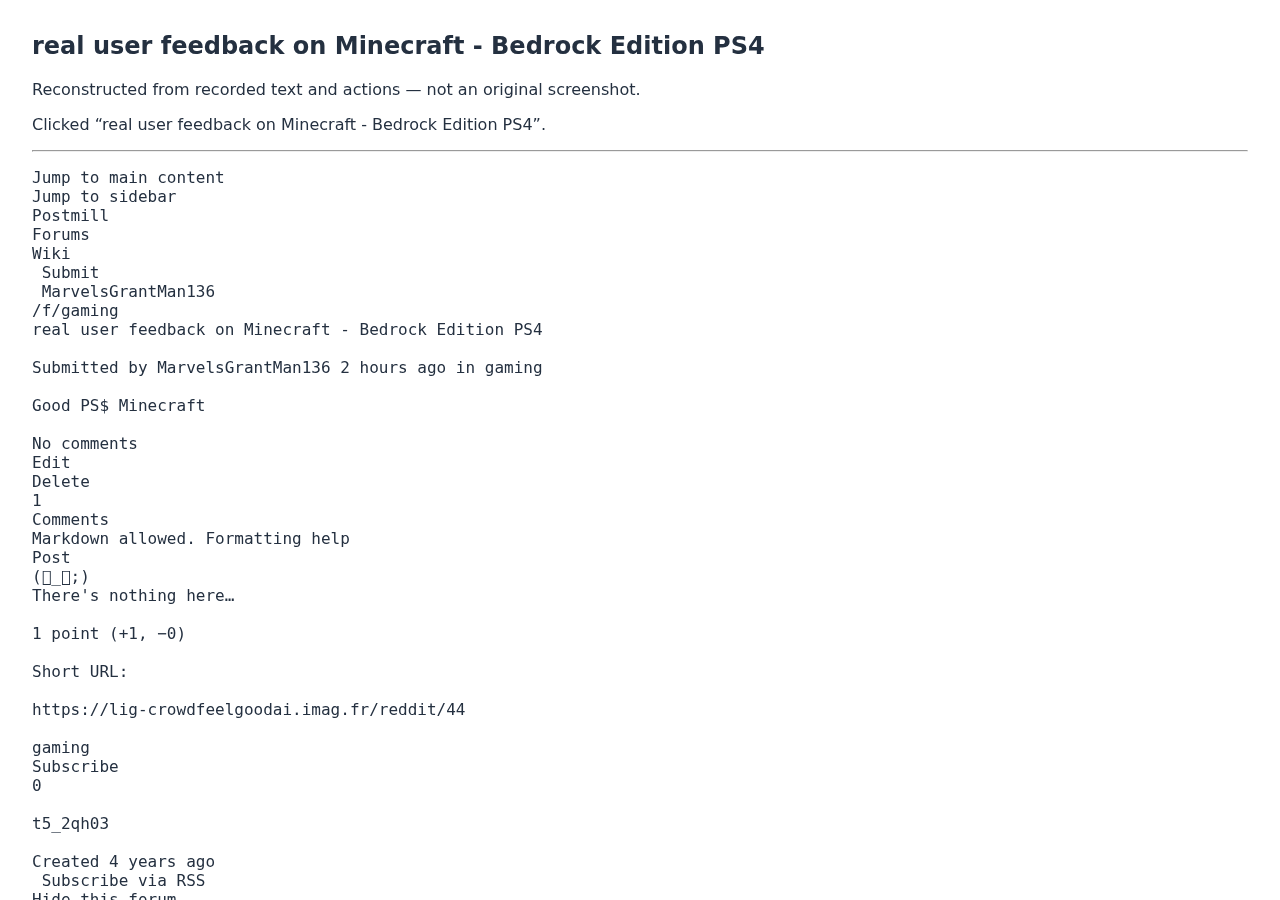 real user feedback on Minecraft - Bedrock Edition PS4
Reconstructed from recorded text and actions — not an original screenshot.
Clicked “real user feedback on Minecraft - Bedrock Edition PS4”.
Jump to main content
Jump to sidebar
Postmill
Forums
Wiki
Submit
MarvelsGrantMan136
/f/gaming
real user feedback on Minecraft - Bedrock Edition PS4
Submitted by MarvelsGrantMan136 2 hours ago in gaming
Good PS$ Minecraft
No comments
Edit
Delete
1
Comments
Markdown allowed. Formatting help
Post
(▯_▯;)
There's nothing here…
1 point (+1, −0)
Short URL:
https://lig-crowdfeelgoodai.imag.fr/reddit/44
gaming
Subscribe
0
t5_2qh03
Created 4 years ago
Subscribe via RSS
Hide this forum